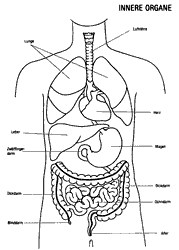 INNERE ORGANE
Luftröhre
Lunge
Herz
Leber
Zwölffinger-
darm
Magen
Dickdarm
Dickdarm
Dünndarm
Blinddarm
After